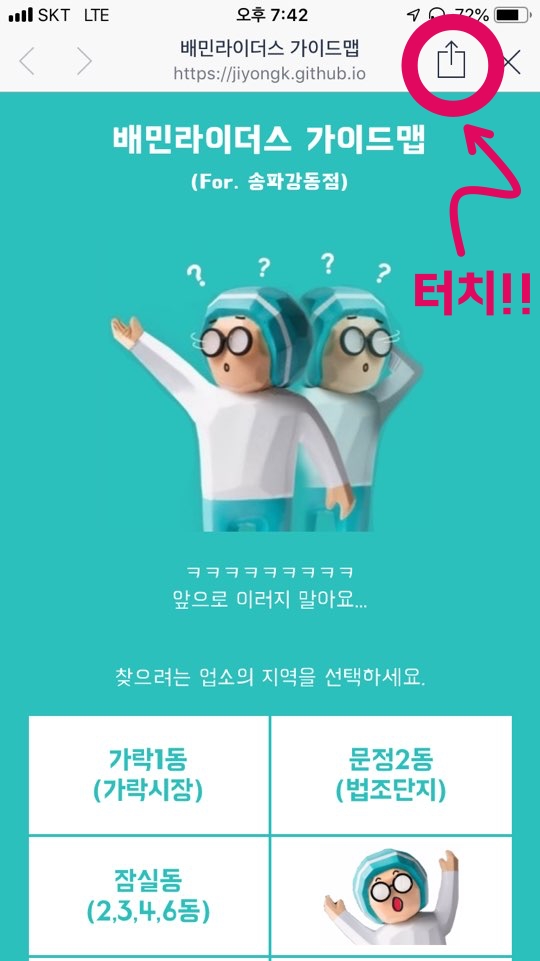 SKT LTE 오후 7:42 72%
배민라이더스 가이드맵
https://jiyongk.github.io
배민라이더스 가이드맵
(For. 송파강동점)
? ? ? ?
터치!!
ㅋㅋㅋㅋㅋㅋㅋㅋㅋ
앞으로 이러지 말아요...
찾으려는 업소의 지역을 선택하세요.
가락1동
(가락시장)
문정2동
(법조단지)
잠실동
(2,3,4,6동)